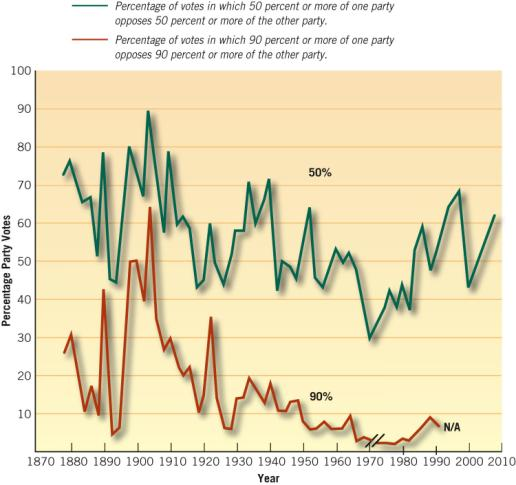 Percentage of votes in which 50 percent or more of one party
opposes 50 percent or more of the other party.
Percentage of votes in which 90 percent or more of one party
opposes 90 percent or more of the other party.
100
90
80
70
60
50
40
30
20
10
50%
90%
N/A
Percentage Party Votes
1870 1880 1890 1900 1910 1920 1930 1940 1950 1960 1970 1980 1990 2000 2010
Year